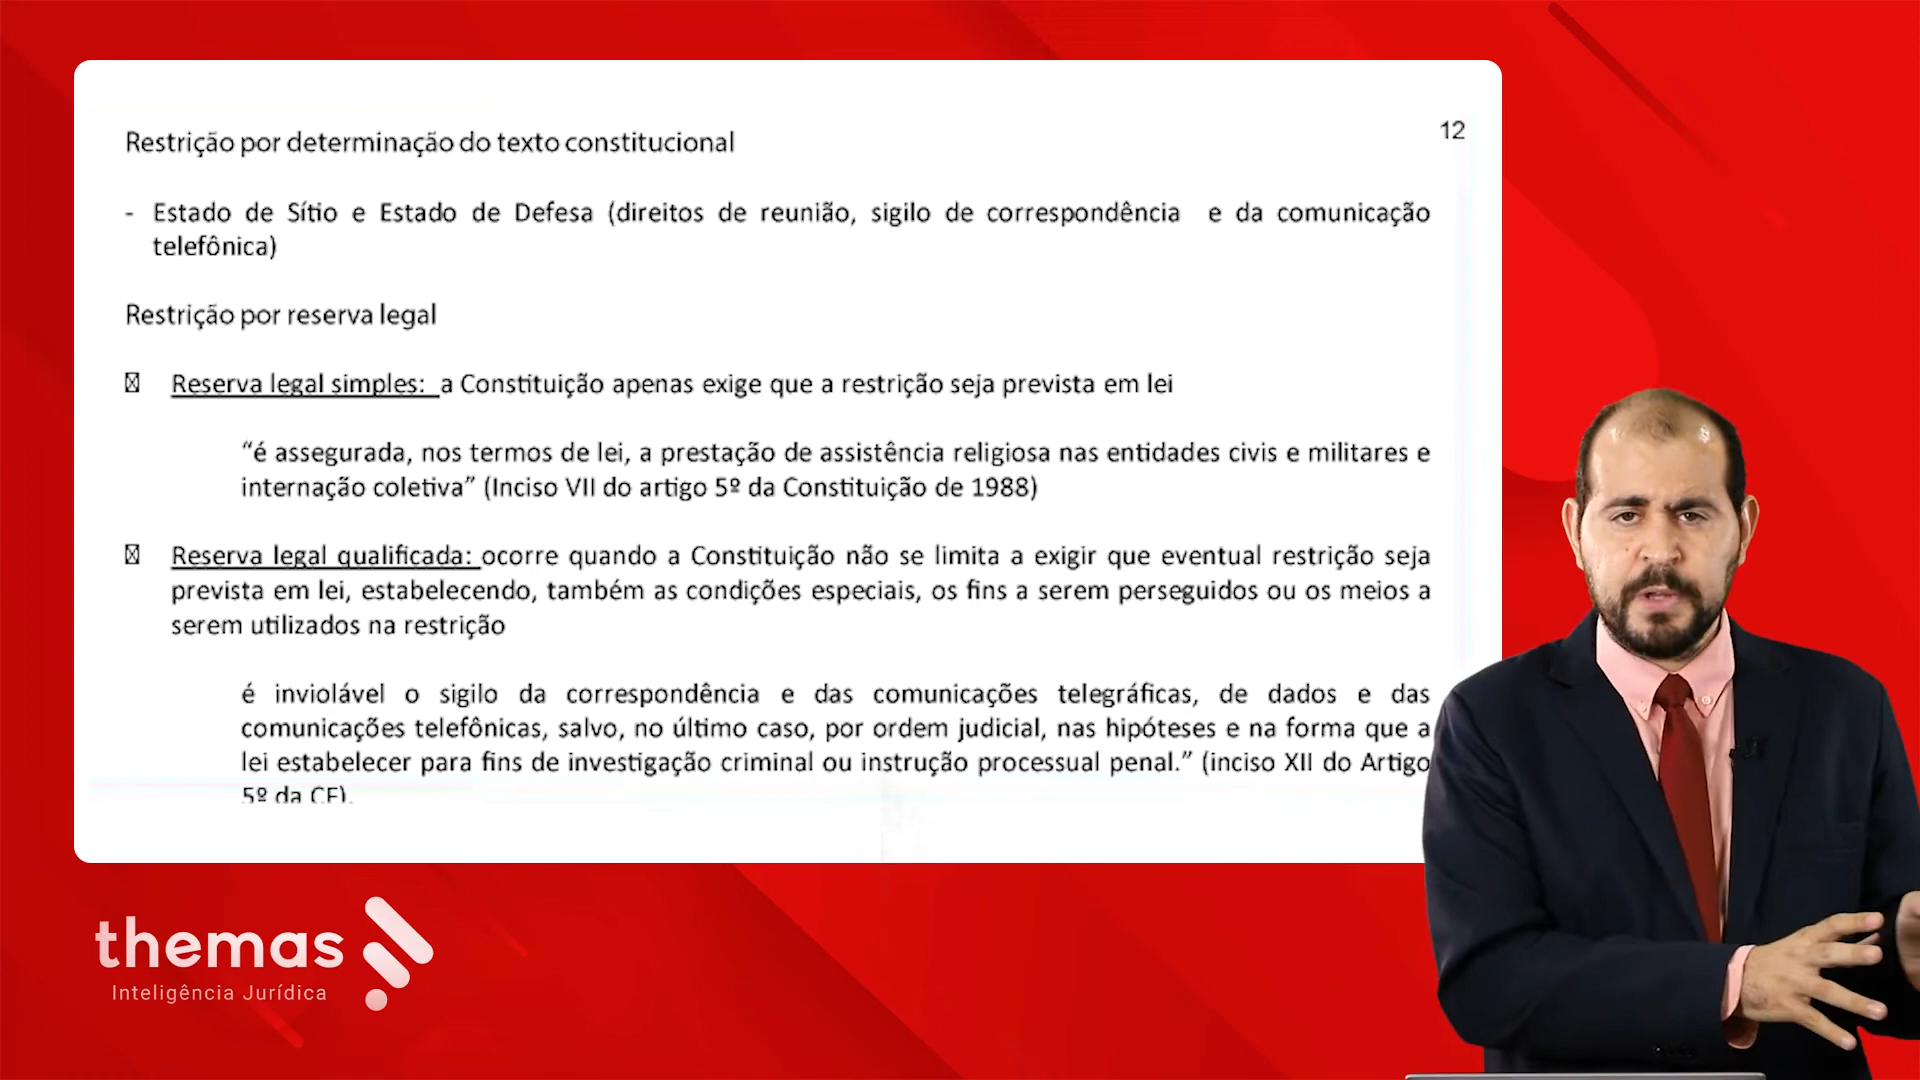 12
Restrição por determinação do texto constitucional
- Estado de Sítio e Estado de Defesa (direitos de reunião, sigilo de correspondência e da comunicação
telefônica)
Restrição por reserva legal
Reserva legal simples: a Constituição apenas exige que a restrição seja prevista em lei
“é assegurada, nos termos de lei, a prestação de assistência religiosa nas entidades civis e militares e
internação coletiva” (Inciso VII do artigo 5º da Constituição de 1988)
Reserva legal qualificada: ocorre quando a Constituição não se limita a exigir que eventual restrição seja
prevista em lei, estabelecendo, também as condições especiais, os fins a serem perseguidos ou os meios a
serem utilizados na restrição
é inviolável o sigilo da correspondência e das comunicações telegráficas, de dados e das
comunicações telefônicas, salvo, no último caso, por ordem judicial, nas hipóteses e na forma que a
lei estabelecer para fins de investigação criminal ou instrução processual penal.” (inciso XII do Artigo
5º da CF).
themas
Inteligência Jurídica